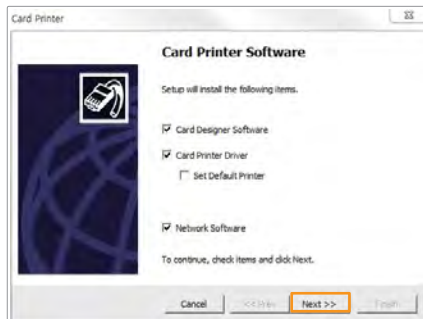 Card Printer
Card Printer Software
Setup will install the following items.
Card Designer Software
Card Printer Driver
Set Default Printer
Network Software
To continue, check items and click Next.
Cancel
<< Prev
Next >>
Finish